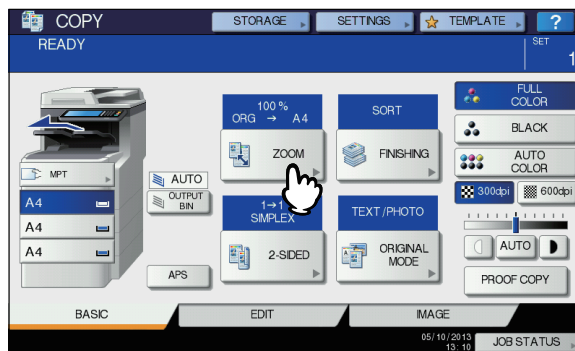 COPY
STORAGE
SETTINGS
TEMPLATE
?
READY
SET
1
100 %
ORG → A4
ZOOM
SORT
FINISHING
FULL
COLOR
BLACK
AUTO
COLOR
300dpi
600dpi
MPT
A4
A4
A4
AUTO
OUTPUT
BIN
1→1
SIMPLEX
2-SIDED
TEXT/PHOTO
ORIGINAL
MODE
AUTO
APS
PROOF COPY
BASIC
EDIT
IMAGE
05/10/2013
13:10
JOB STATUS